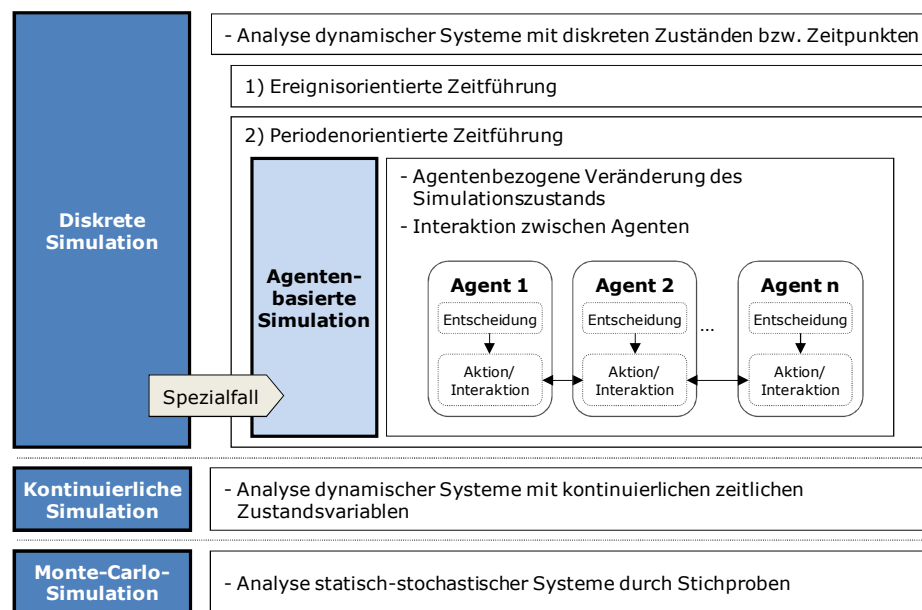 - Analyse dynamischer Systeme mit diskreten Zuständen bzw. Zeitpunkten
1) Ereignisorientierte Zeitführung
2) Periodenorientierte Zeitführung
Diskrete
Simulation
Agenten-
basierte
Simulation
- Agentenbezogene Veränderung des
Simulationszustands
- Interaktion zwischen Agenten
Agent 1
Entscheidung
Aktion/
Interaktion
Agent 2
Entscheidung
Aktion/
Interaktion
...
Agent n
Entscheidung
Aktion/
Interaktion
Spezialfall
Kontinuierliche
Simulation
- Analyse dynamischer Systeme mit kontinuierlichen zeitlichen
Zustandsvariablen
Monte-Carlo-
Simulation
- Analyse statisch-stochastischer Systeme durch Stichproben